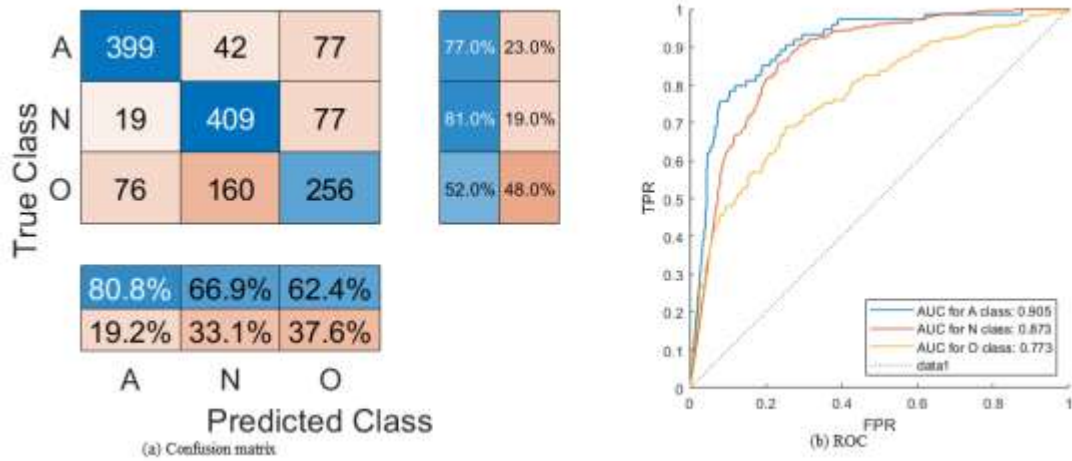 A 399 42 77 77.0% 23.0%
N 19 409 77 81.0% 19.0%
O 76 160 256 52.0% 48.0%
True Class
80.8% 66.9% 62.4%
19.2% 33.1% 37.6%
A N O
Predicted Class
(a) Confusion matrix
1
0.9
0.8
0.7
0.6
0.5
0.4
0.3
0.2
0.1
0
TPR
AUC for A class: 0.905
AUC for N class: 0.873
AUC for O class: 0.773
data1
0 0.2 0.4 0.6 0.8 1
FPR
(b) ROC